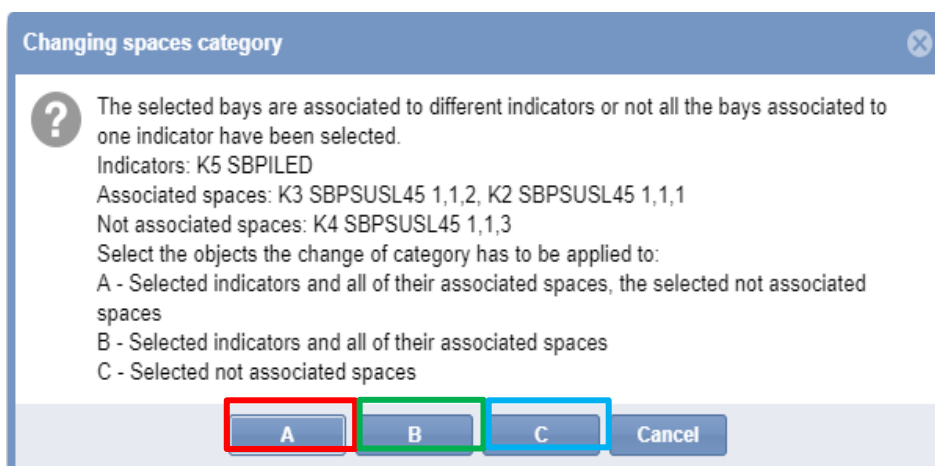 Changing spaces category
The selected bays are associated to different indicators or not all the bays associated to
one indicator have been selected.
Indicators: K5 SBPILED
Associated spaces: K3 SBPSUSL45 1,1,2, K2 SBPSUSL45 1,1,1
Not associated spaces: K4 SBPSUSL45 1,1,3
Select the objects the change of category has to be applied to:
A - Selected indicators and all of their associated spaces, the selected not associated
spaces
B - Selected indicators and all of their associated spaces
C - Selected not associated spaces
A B C Cancel